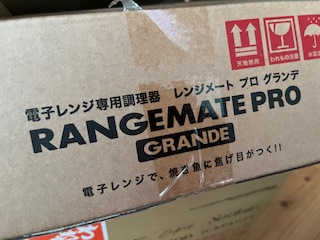 電子レンジ専用調理器 レンジメート プロ グランデ
RANGEMATE PRO
GRANDE
電子レンジで、焼き魚に焦げ目がつく!!
天地無用
われもの注意